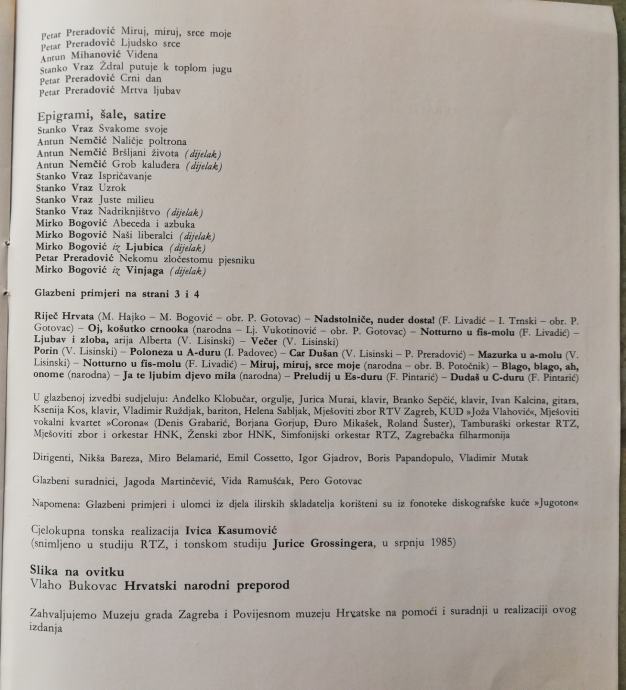 Petar Preradović Miruj, miruj, srce moje
Petar Preradović Ljudsko srce
Antun Mihanović Viđena
Stanko Vraz Ždral putuje k toplom jugu
Petar Preradović Crni dan
Petar Preradović Mrtva ljubav
Epigrami, šale, satire
Stanko Vraz Svakome svoje
Antun Nemčić Naličje poltrona
Antun Nemčić Bršljani života (dijelak)
Antun Nemčić Grob kaluđera (dijelak)
Stanko Vraz Ispričavanje
Stanko Vraz Uzrok
Stanko Vraz Juste milieu
Stanko Vraz Nadriknjištvo (dijelak)
Mirko Bogović Abeceda i azbuka
Mirko Bogović Naši liberalci (dijelak)
Mirko Bogović iz Ljubica (dijelak)
Petar Preradović Nekomu zločestomu pjesniku
Mirko Bogović iz Vinjaga (dijelak)
Glazbeni primjeri na strani 3 i 4
Riječ Hrvata (M. Hajko – M. Bogović – obr. P. Gotovac) – Nadstolniče, nuder dosta! (F. Livadić – I. Trnski – obr. P.
Gotovac) – Oj, košutko crnooka (narodna – Lj. Vukotinović – obr. P. Gotovac) – Notturno u fis-molu (F. Livadić) –
Ljubav i zloba, arija Alberta (V. Lisinski) – Večer (V. Lisinski)
Porin (V. Lisinski) – Poloneza u A-duru (I. Padovec) – Car Dušan (V. Lisinski – P. Preradović) – Mazurka u a-molu (V.
Lisinski) – Notturno u fis-molu (F. Livadić) – Miruj, miruj, srce moje (narodna – obr. B. Potočnik) – Blago, blago, ah,
onome (narodna) – Ja te ljubim djevo mila (narodna) – Preludij u Es-duru (F. Pintarić) – Dudaš u C-duru (F. Pintarić)
U glazbenoj izvedbi sudjeluju: Anđelko Klobučar, orgulje, Jurica Murai, klavir, Branko Sepčić, klavir, Ivan Kalcina, gitara,
Ksenija Kos, klavir, Vladimir Ruždjak, bariton, Helena Sabljak, Mješoviti zbor RTV Zagreb, KUD »Joža Vlahović«, Mješoviti
vokalni kvartet »Corona« (Denis Grabarić, Borjana Gorjup, Đuro Mikašek, Roland Šuster), Tamburaški orkestar RTZ,
Mješoviti zbor i orkestar HNK, Ženski zbor HNK, Simfonijski orkestar RTZ, Zagrebačka filharmonija
Dirigenti, Nikša Bareza, Miro Belamarić, Emil Cossetto, Igor Gjadrov, Boris Papandopulo, Vladimir Mutak
Glazbeni suradnici, Jagoda Martinčević, Vida Ramušćak, Pero Gotovac
Napomena: Glazbeni primjeri i ulomci iz djela ilirskih skladatelja korišteni su iz fonoteke diskografske kuće »Jugoton«
Cjelokupna tonska realizacija Ivica Kasumović
(snimljeno u studiju RTZ, i tonskom studiju Jurice Grossingera, u srpnju 1985)
Slika na ovitku
Vlaho Bukovac Hrvatski narodni preporod
Zahvaljujemo Muzeju grada Zagreba i Povijesnom muzeju Hrvatske na pomoći i suradnji u realizaciji ovog
izdanja